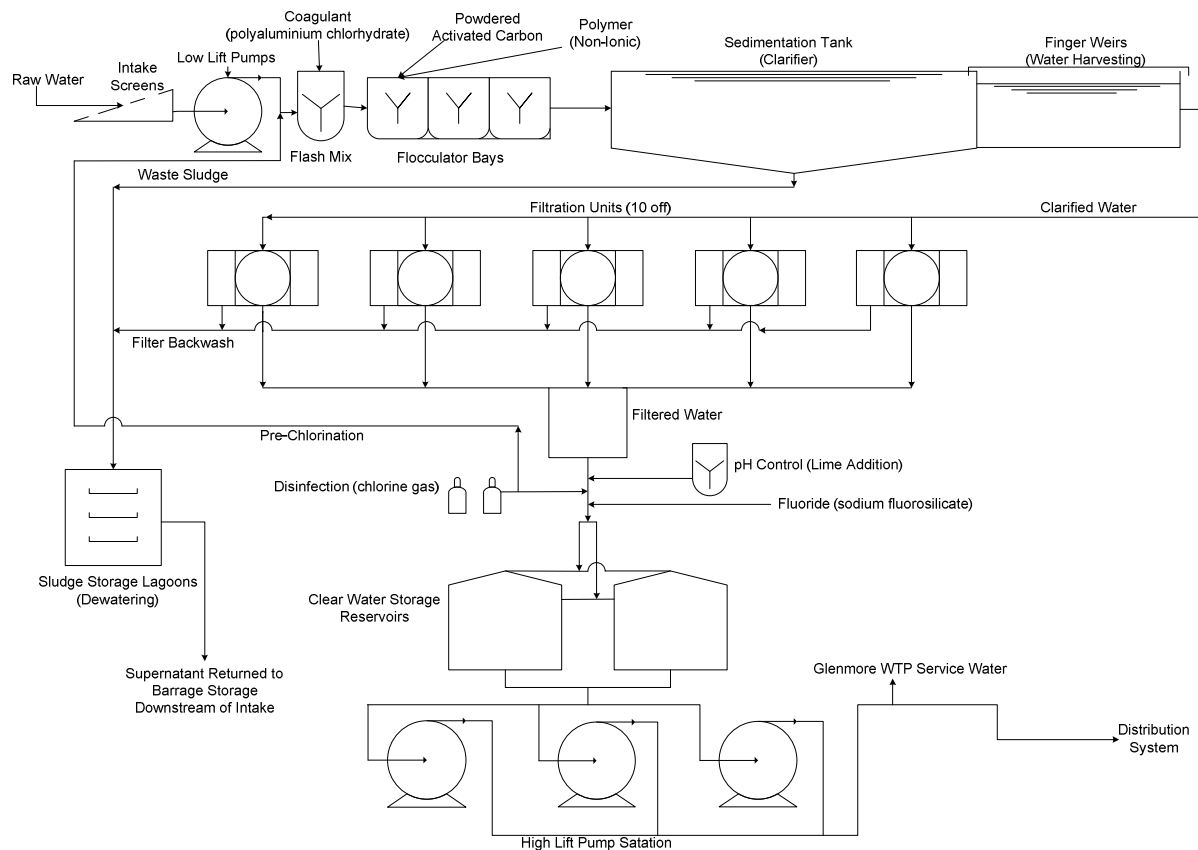 Coagulant
(polyaluminium chlorhydrate)
Powdered
Activated Carbon
Polymer
(Non-Ionic)
Sedimentation Tank
(Clarifier)
Finger Weirs
(Water Harvesting)
Low Lift Pumps
Raw Water
Intake
Screens
Flash Mix
Flocculator Bays
Waste Sludge
Filtration Units (10 off)
Clarified Water
Filter Backwash
Filtered Water
Pre-Chlorination
pH Control (Lime Addition)
Disinfection (chlorine gas)
Fluoride (sodium fluorosilicate)
Sludge Storage Lagoons
(Dewatering)
Clear Water Storage
Reservoirs
Supernatant Returned to
Barrage Storage
Downstream of Intake
Glenmore WTP Service Water
Distribution
System
High Lift Pump Satation